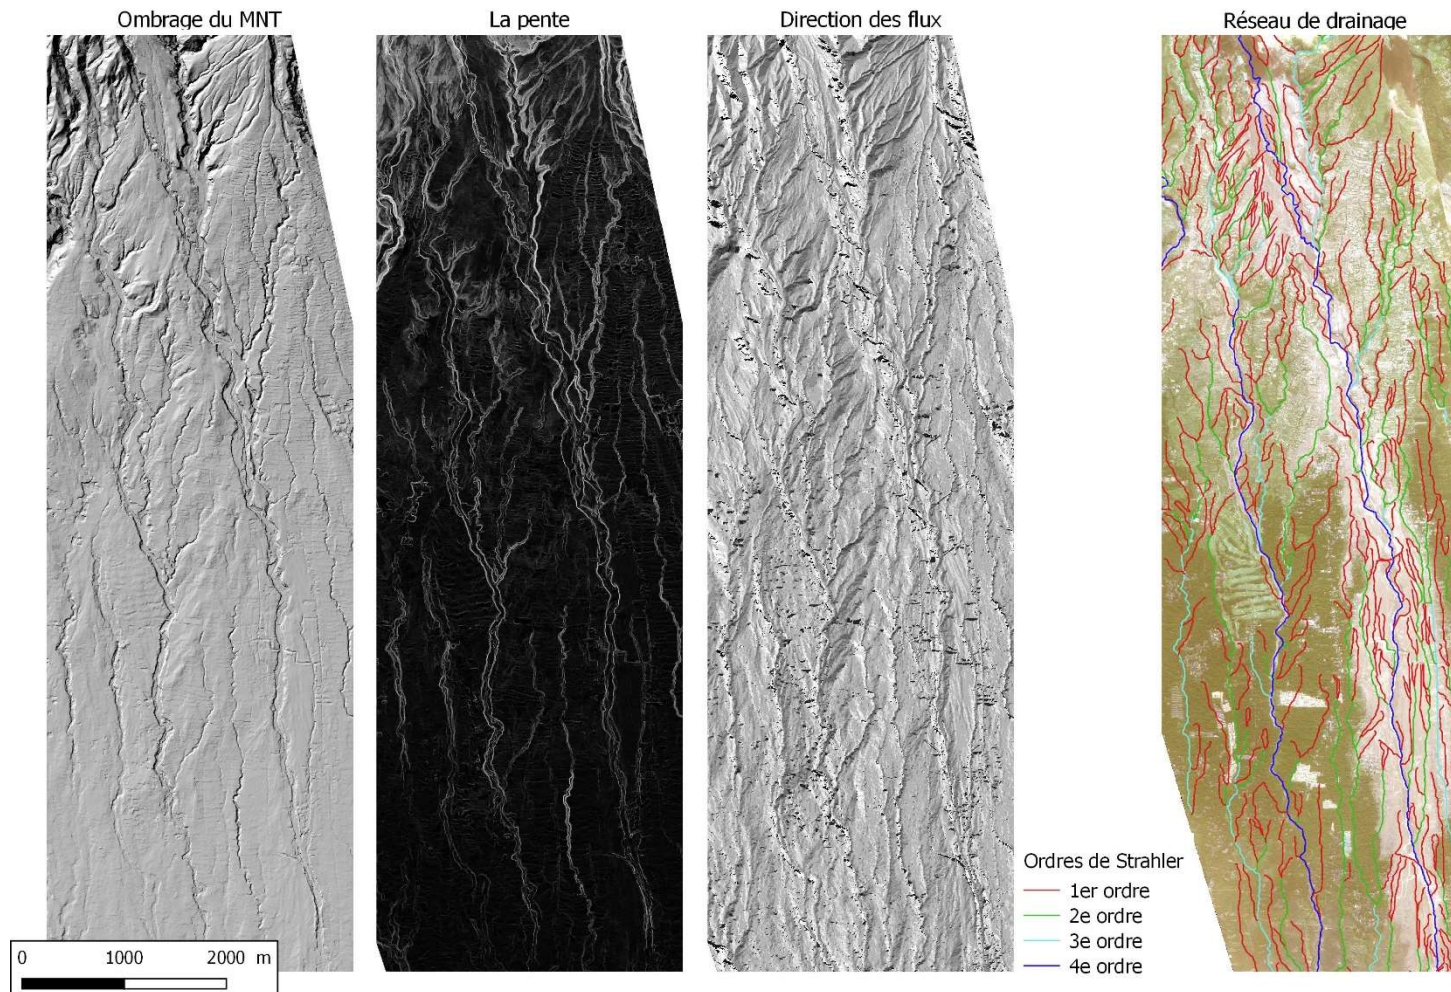 Ombrage du MNT
La pente
Direction des flux
Réseau de drainage
Ordres de Strahler
1er ordre
2e ordre
3e ordre
4e ordre
0 1000 2000 m